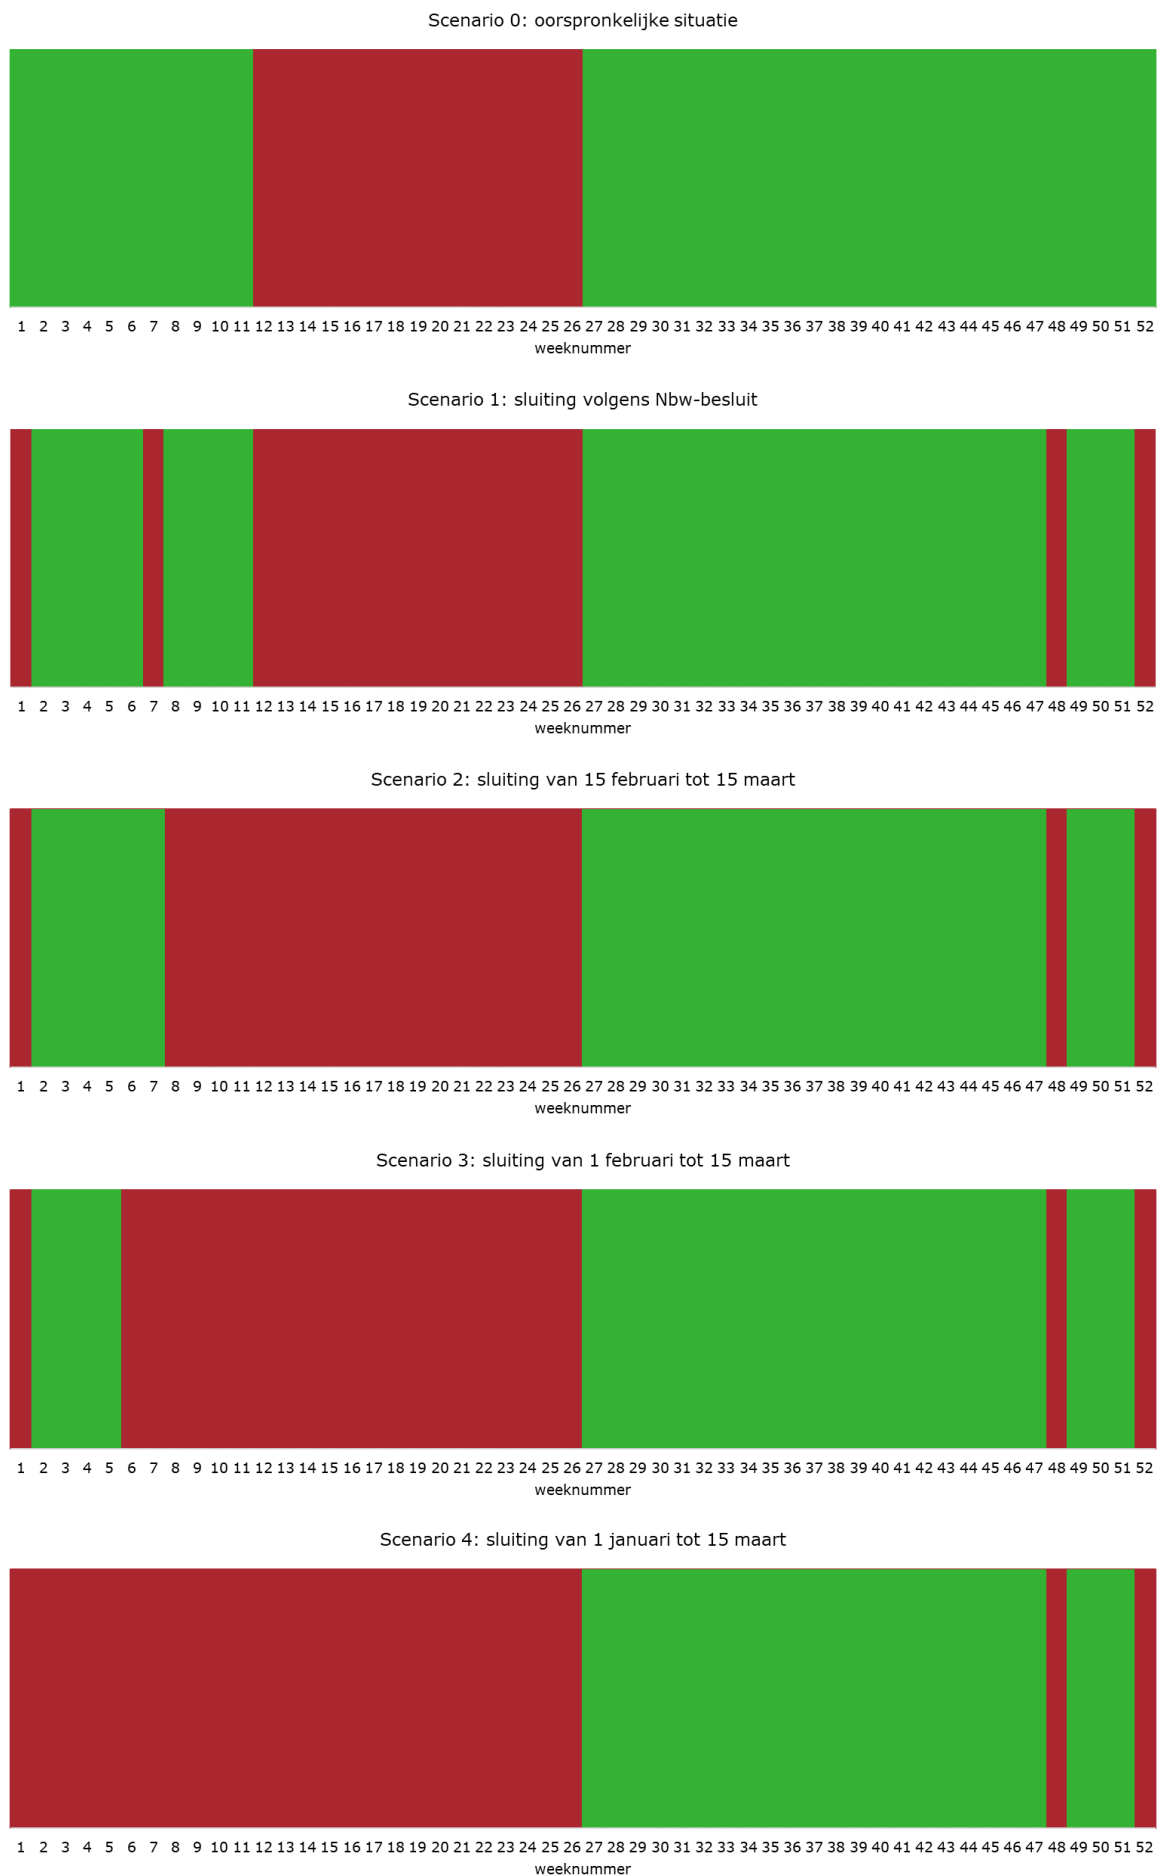 Scenario 0: oorspronkelijke situatie
1 2 3 4 5 6 7 8 9 10 11 12 13 14 15 16 17 18 19 20 21 22 23 24 25 26 27 28 29 30 31 32 33 34 35 36 37 38 39 40 41 42 43 44 45 46 47 48 49 50 51 52
weeknummer
Scenario 1: sluiting volgens Nbw-besluit
1 2 3 4 5 6 7 8 9 10 11 12 13 14 15 16 17 18 19 20 21 22 23 24 25 26 27 28 29 30 31 32 33 34 35 36 37 38 39 40 41 42 43 44 45 46 47 48 49 50 51 52
weeknummer
Scenario 2: sluiting van 15 februari tot 15 maart
1 2 3 4 5 6 7 8 9 10 11 12 13 14 15 16 17 18 19 20 21 22 23 24 25 26 27 28 29 30 31 32 33 34 35 36 37 38 39 40 41 42 43 44 45 46 47 48 49 50 51 52
weeknummer
Scenario 3: sluiting van 1 februari tot 15 maart
1 2 3 4 5 6 7 8 9 10 11 12 13 14 15 16 17 18 19 20 21 22 23 24 25 26 27 28 29 30 31 32 33 34 35 36 37 38 39 40 41 42 43 44 45 46 47 48 49 50 51 52
weeknummer
Scenario 4: sluiting van 1 januari tot 15 maart
1 2 3 4 5 6 7 8 9 10 11 12 13 14 15 16 17 18 19 20 21 22 23 24 25 26 27 28 29 30 31 32 33 34 35 36 37 38 39 40 41 42 43 44 45 46 47 48 49 50 51 52
weeknummer